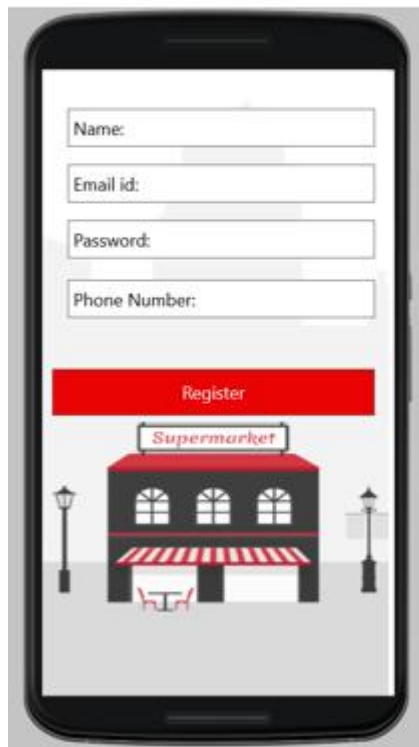 Name:
Email id:
Password:
Phone Number:
Register
Supermarket